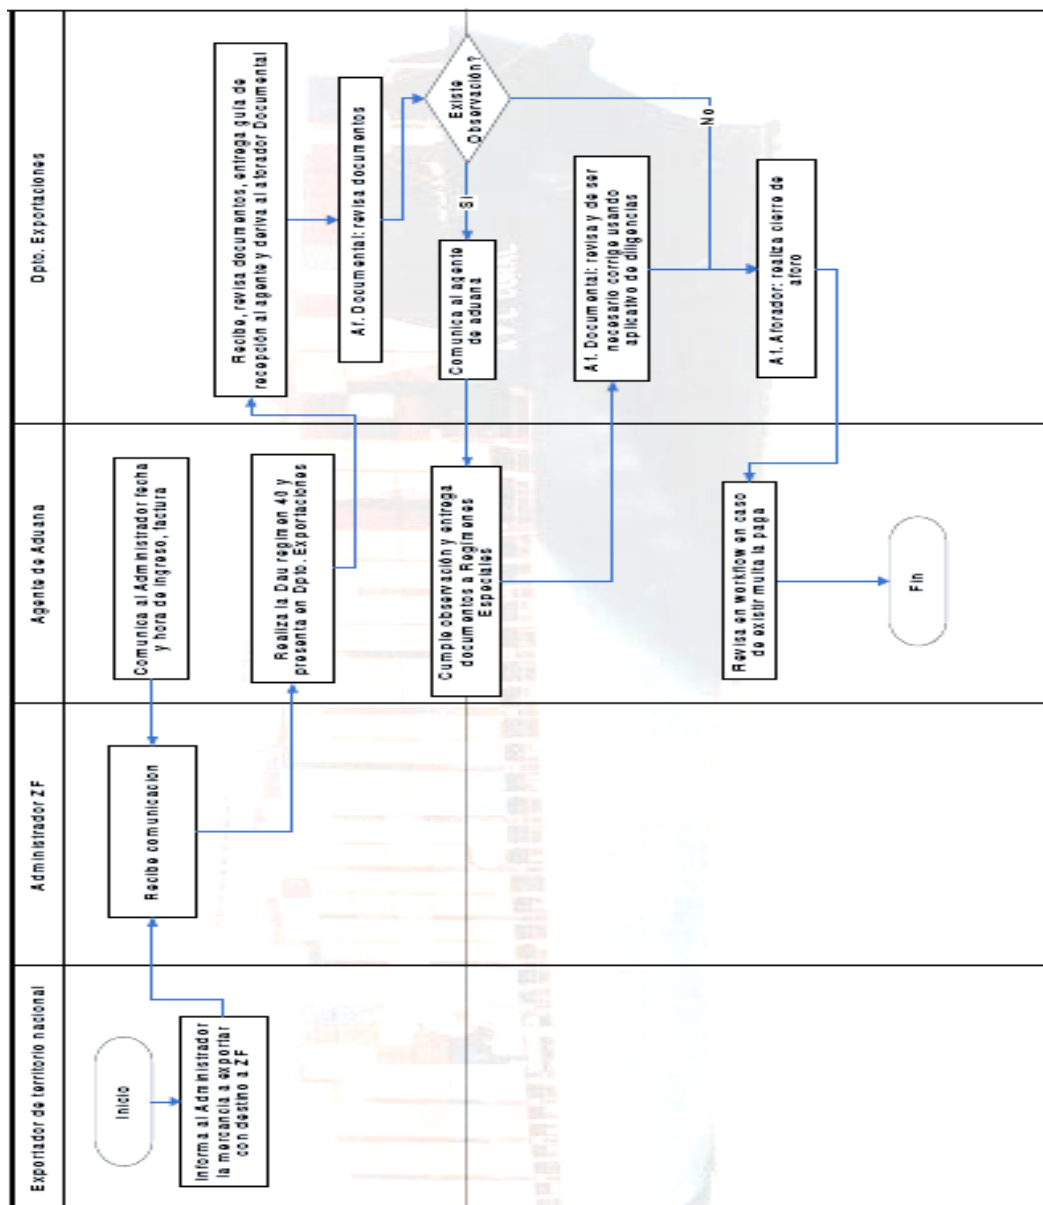 Exportador de territorio nacional
Administrador ZF
Agente de Aduana
Dpto. Exportaciones
Inicio
Informa al Administrador
la mercancia a exportar
con destino a ZF
Recibe comunicacion
Comunica al Administrador fecha
y hora de ingreso, factura
Realiza la Dau regimen 40 y
presenta en Dpto. Exportaciones
Recibe, revisa documentos, entrega guía de
recepción al agente y deriva al aforador Documental
Af. Documental: revisa documentos
Existe
Observación?
Si
No
Comunica al agente
de aduana
Cumple observación y entrega
documentos a Regimenes
Especiales
A1. Documental: revisa y de ser
necesario corrige usando
aplicativo de diligencias
A1. Aforador: realiza cierre de
aforo
Revisa en workflow en caso
de existir multa la paga
Fin